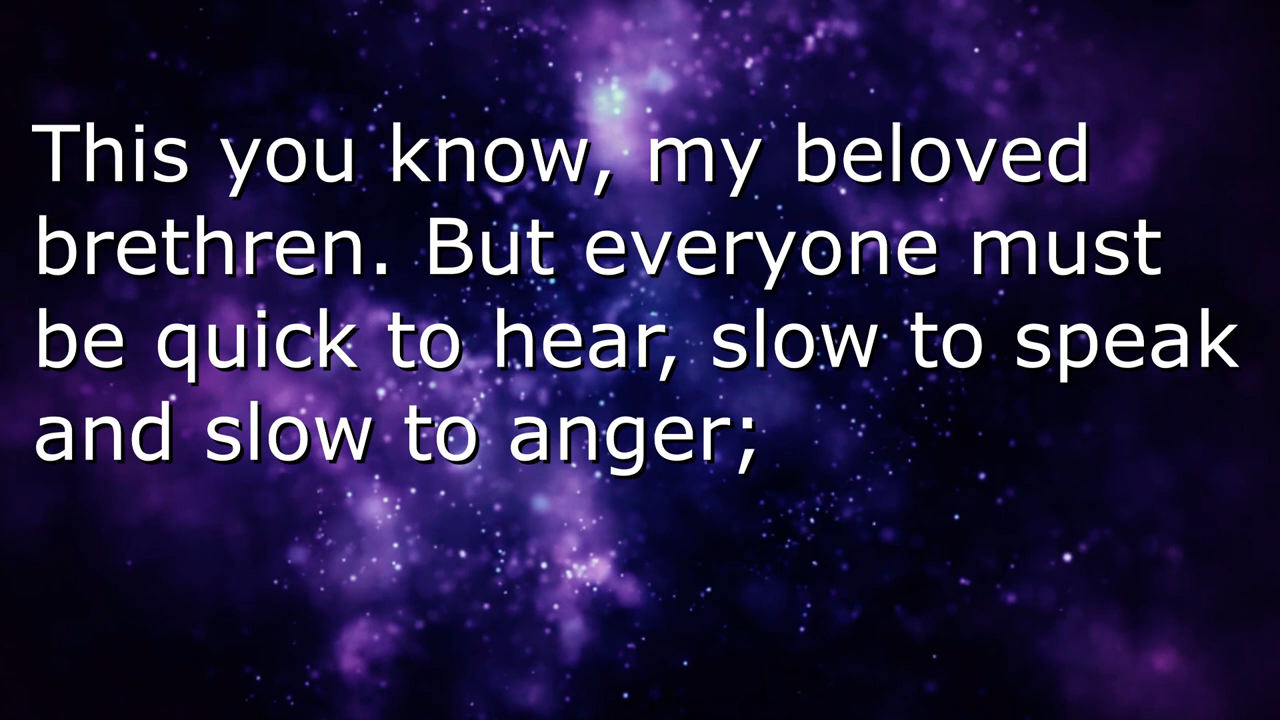 This you know, my beloved
brethren. But everyone must
be quick to hear, slow to speak
and slow to anger;